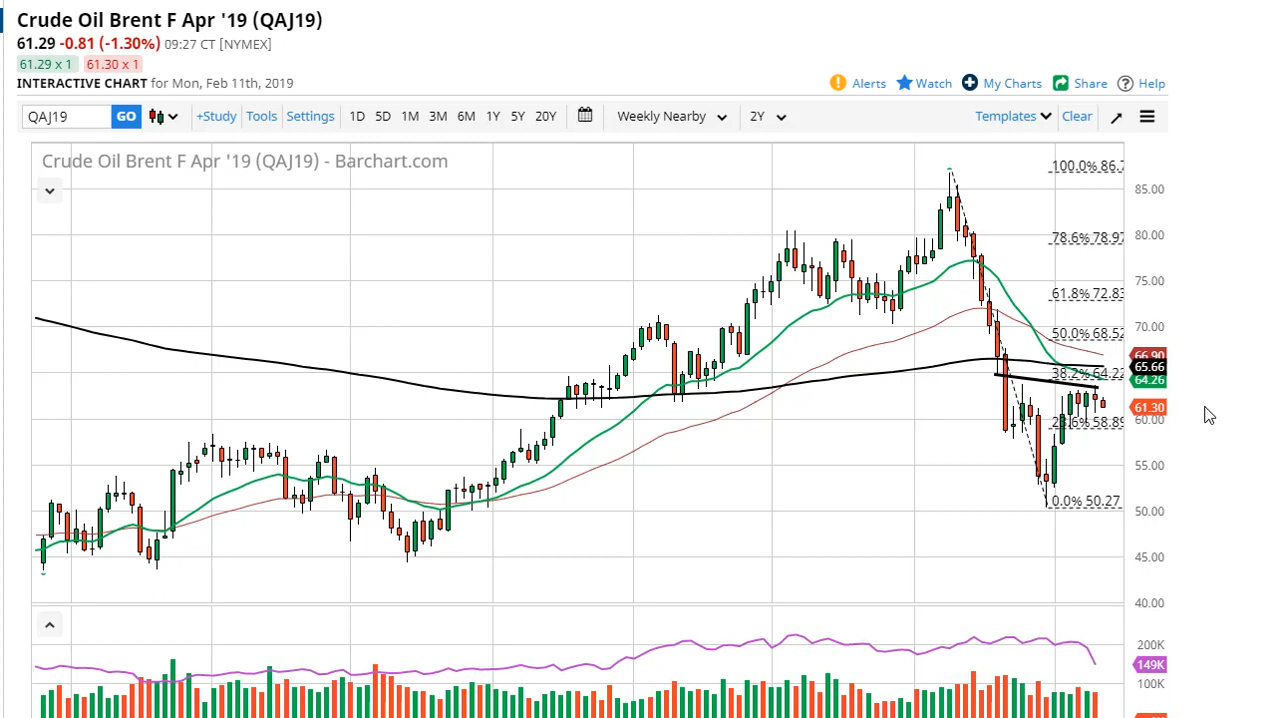 Crude Oil Brent F Apr '19 (QAJ19)
61.29 -0.81 (-1.30%) 09:27 CT [NYMEX]
61.29 x 1 61.30 x 1
INTERACTIVE CHART for Mon, Feb 11th, 2019
Alerts Watch My Charts Share Help
QAJ19 GO +Study Tools Settings 1D 5D 1M 3M 6M 1Y 5Y 20Y Weekly Nearby 2Y Templates Clear
Crude Oil Brent F Apr '19 (QAJ19) - Barchart.com
100.0% 86.7
85.00
78.6% 78.97
80.00
75.00
61.8% 72.83
70.00
50.0% 68.52
66.90
65.66
38.2% 64.22
64.26
61.30
60.00
23.6% 58.89
55.00
0.0% 50.27
50.00
45.00
40.00
200K
149K
100K